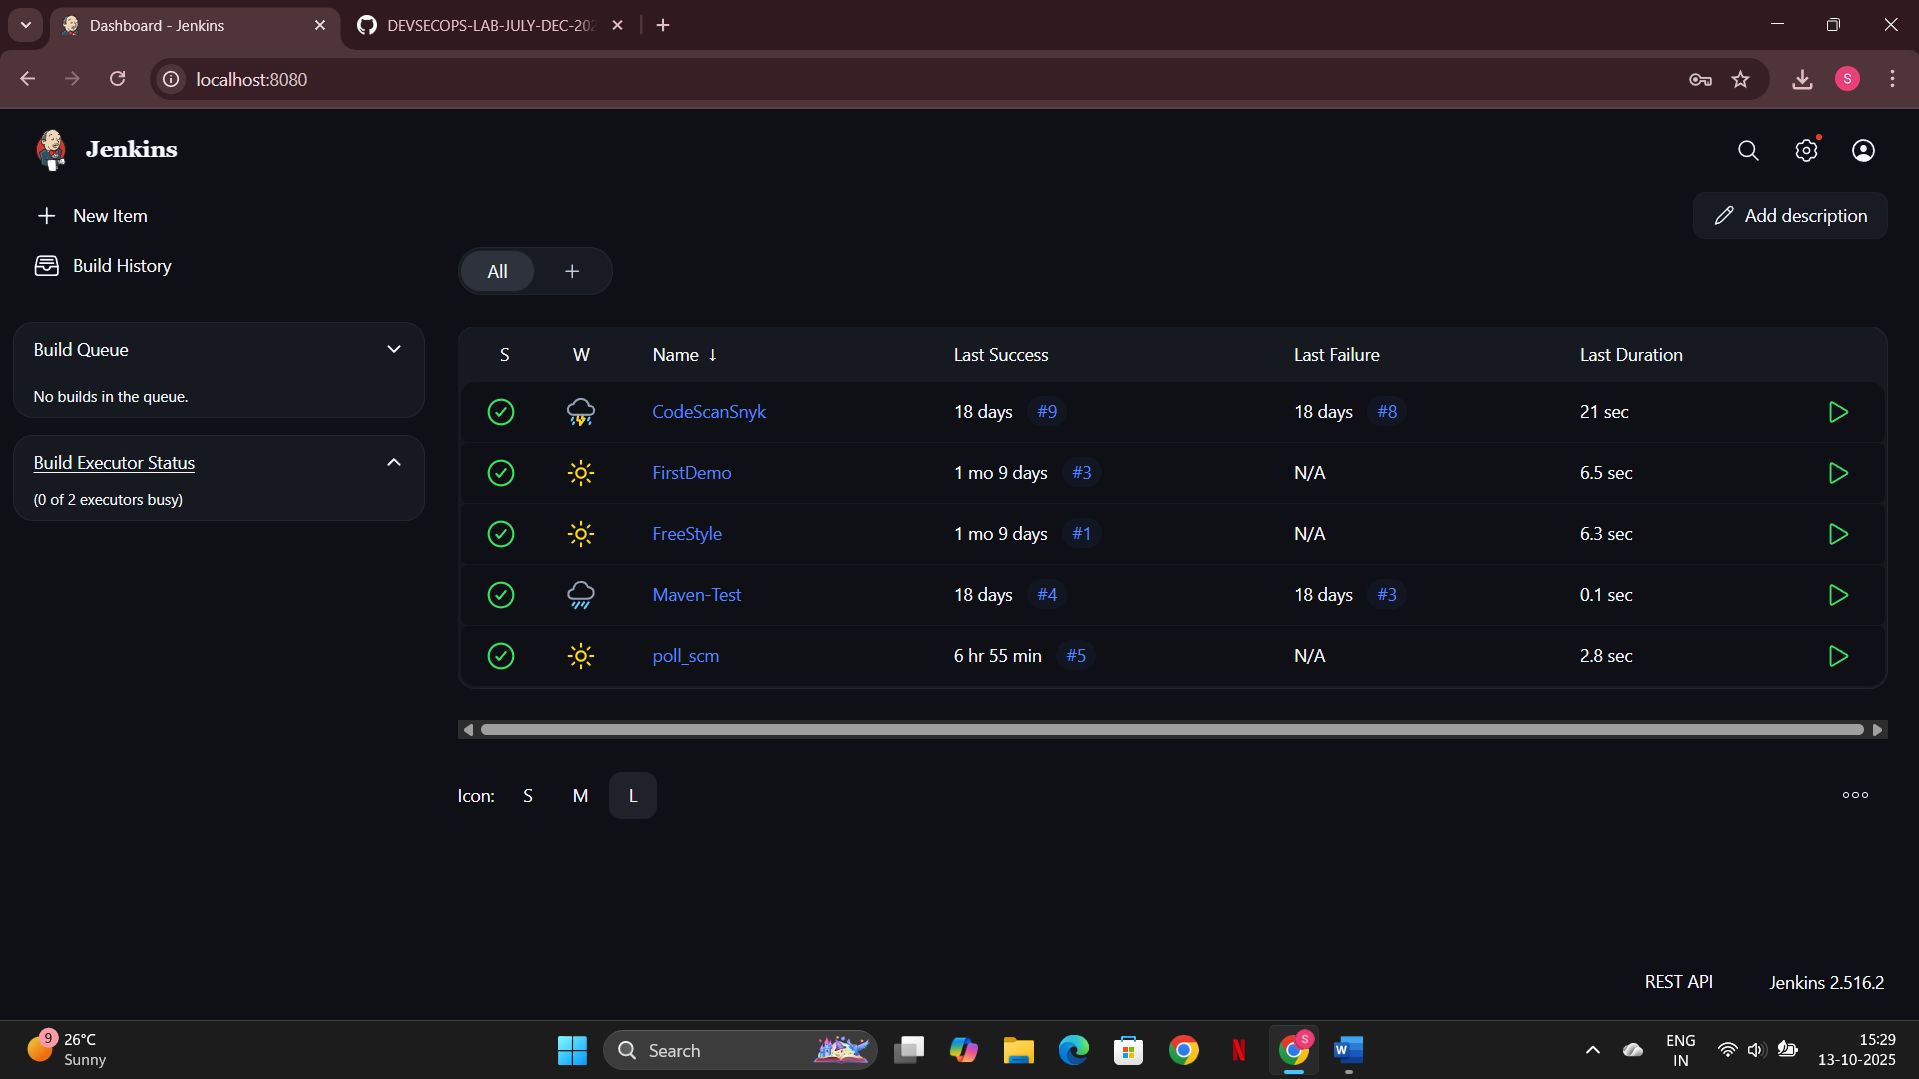 Dashboard - Jenkins
DEVSECOPS-LAB-JULY-DEC-202
localhost:8080
S
Jenkins
New Item
Add description
Build History
All
Build Queue
No builds in the queue.
Build Executor Status
(0 of 2 executors busy)
S W Name ↓ Last Success Last Failure Last Duration
CodeScanSnyk 18 days #9 18 days #8 21 sec
FirstDemo 1 mo 9 days #3 N/A 6.5 sec
FreeStyle 1 mo 9 days #1 N/A 6.3 sec
Maven-Test 18 days #4 18 days #3 0.1 sec
poll_scm 6 hr 55 min #5 N/A 2.8 sec
Icon: S M L
REST API Jenkins 2.516.2
9 26°C
Sunny
Search
N
S
W
ENG
IN
15:29
13-10-2025